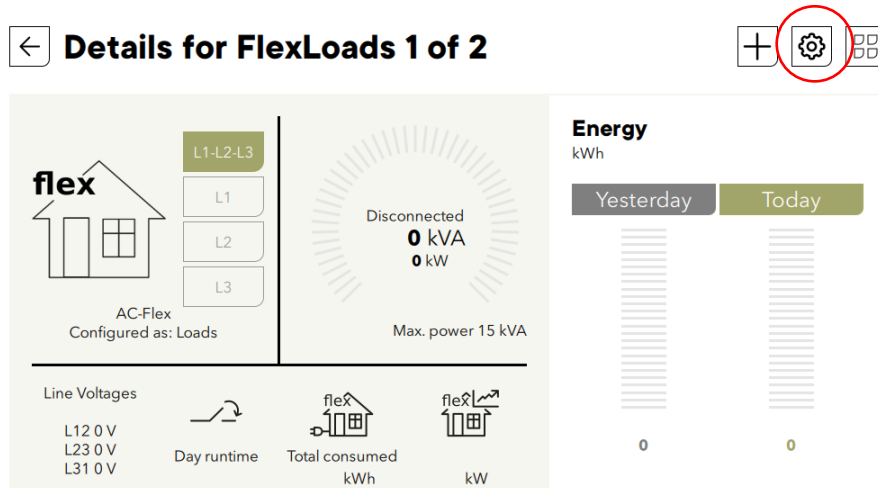 Details for FlexLoads 1 of 2
flex
L1-L2-L3
L1
L2
L3
AC-Flex
Configured as: Loads
Disconnected
0 kVA
0 kW
Max. power 15 kVA
Line Voltages
L12 0 V
L23 0 V
L31 0 V
Day runtime
flex
Total consumed
kWh
flex
kW
Energy
kWh
Yesterday
Today
0
0